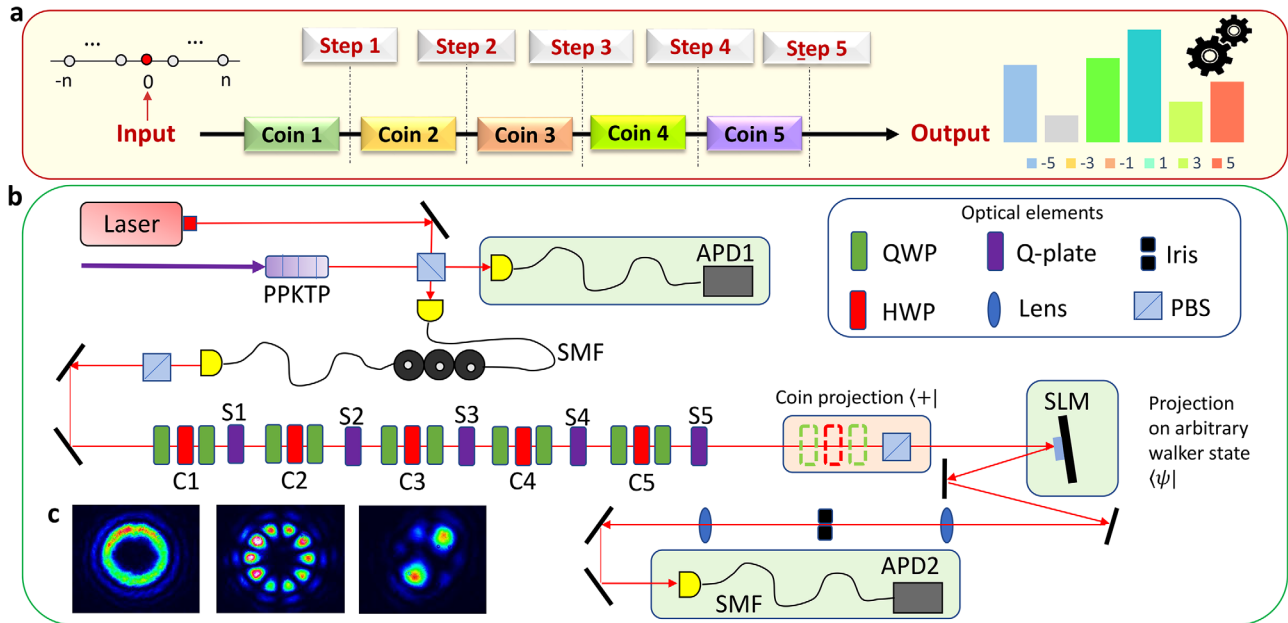 a
Step 1
Step 2
Step 3
Step 4
Step 5
... ...
-n 0 n
Input
Coin 1
Coin 2
Coin 3
Coin 4
Coin 5
Output
-5 -3 -1 1 3 5
b
Laser
PPKTP
APD1
SMF
Optical elements
QWP
Q-plate
Iris
HWP
Lens
PBS
S1
S2
S3
S4
S5
C1
C2
C3
C4
C5
Coin projection ⟨+|
SLM
Projection
on arbitrary
walker state
⟨ψ|
c
SMF
APD2